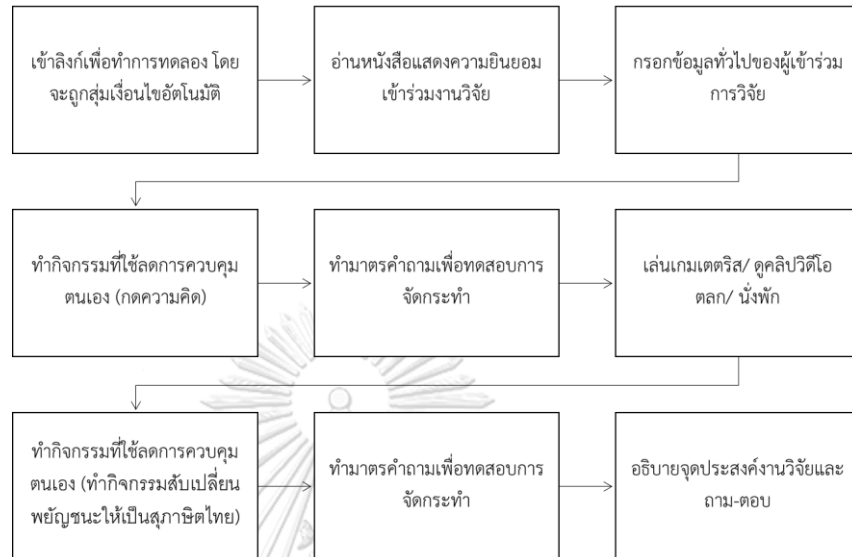 เข้าลิงก์เพื่อทำการทดลอง โดย
จะถูกสุ่มเงื่อนไขอัตโนมัติ
อ่านหนังสือแสดงความยินยอม
เข้าร่วมงานวิจัย
กรอกข้อมูลทั่วไปของผู้เข้าร่วม
การวิจัย
ทำกิจกรรมที่ใช้ลดการควบคุม
ตนเอง (กดความคิด)
ทำมาตรคำถามเพื่อทดสอบการ
จัดกระทำ
เล่นเกมเตตริส/ ดูคลิปวิดีโอ
ตลก/ นั่งพัก
ทำกิจกรรมที่ใช้ลดการควบคุม
ตนเอง (ทำกิจกรรมสับเปลี่ยน
พยัญชนะให้เป็นสุภาษิตไทย)
ทำมาตรคำถามเพื่อทดสอบการ
จัดกระทำ
อธิบายจุดประสงค์งานวิจัยและ
ถาม-ตอบ